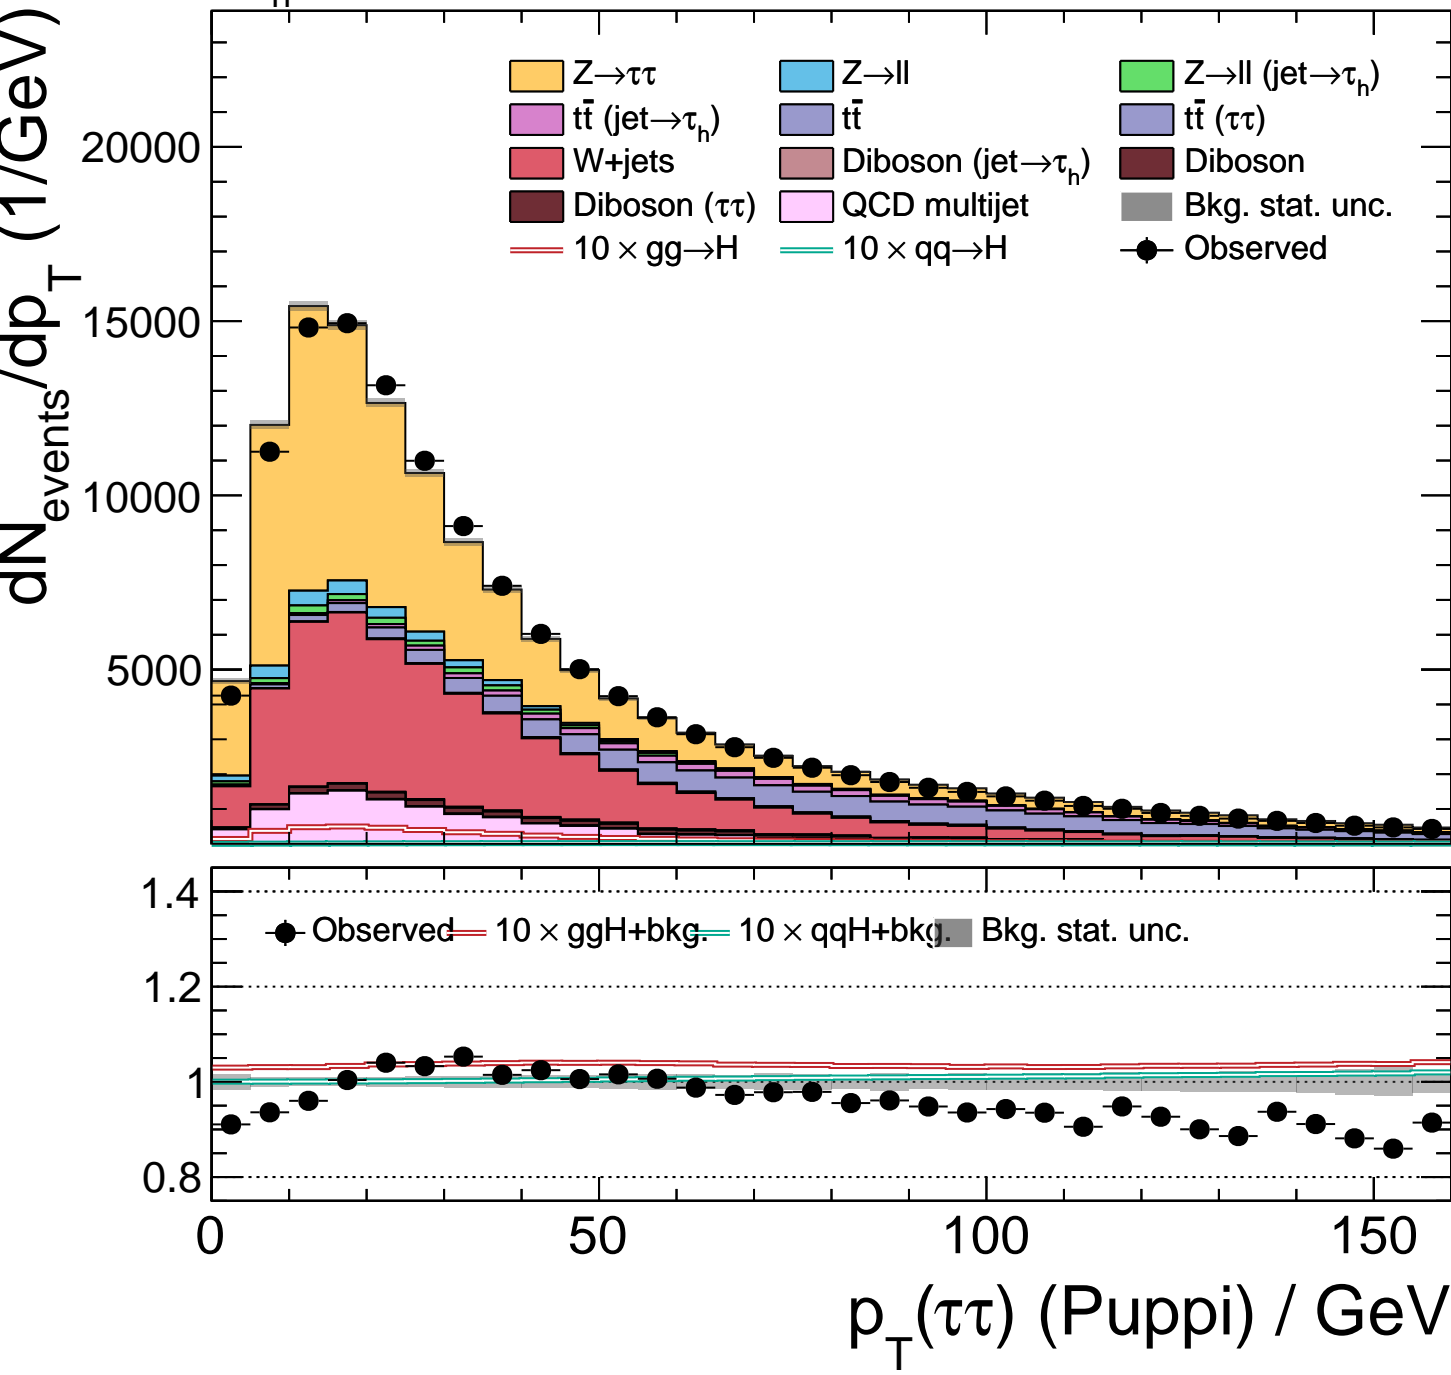 dN_events/dp_T (1/GeV)
Z→ττ Z→ll Z→ll (jet→τ_h)
tt̄ (jet→τ_h) tt̄ tt̄ (ττ)
W+jets Diboson (jet→τ_h) Diboson
Diboson (ττ) QCD multijet Bkg. stat. unc.
10 × gg→H 10 × qq→H Observed
20000
15000
10000
5000
1.4
Observed 10 × ggH+bkg. 10 × qqH+bkg. Bkg. stat. unc.
1.2
1
0.8
0 50 100 150
p_T(ττ) (Puppi) / GeV